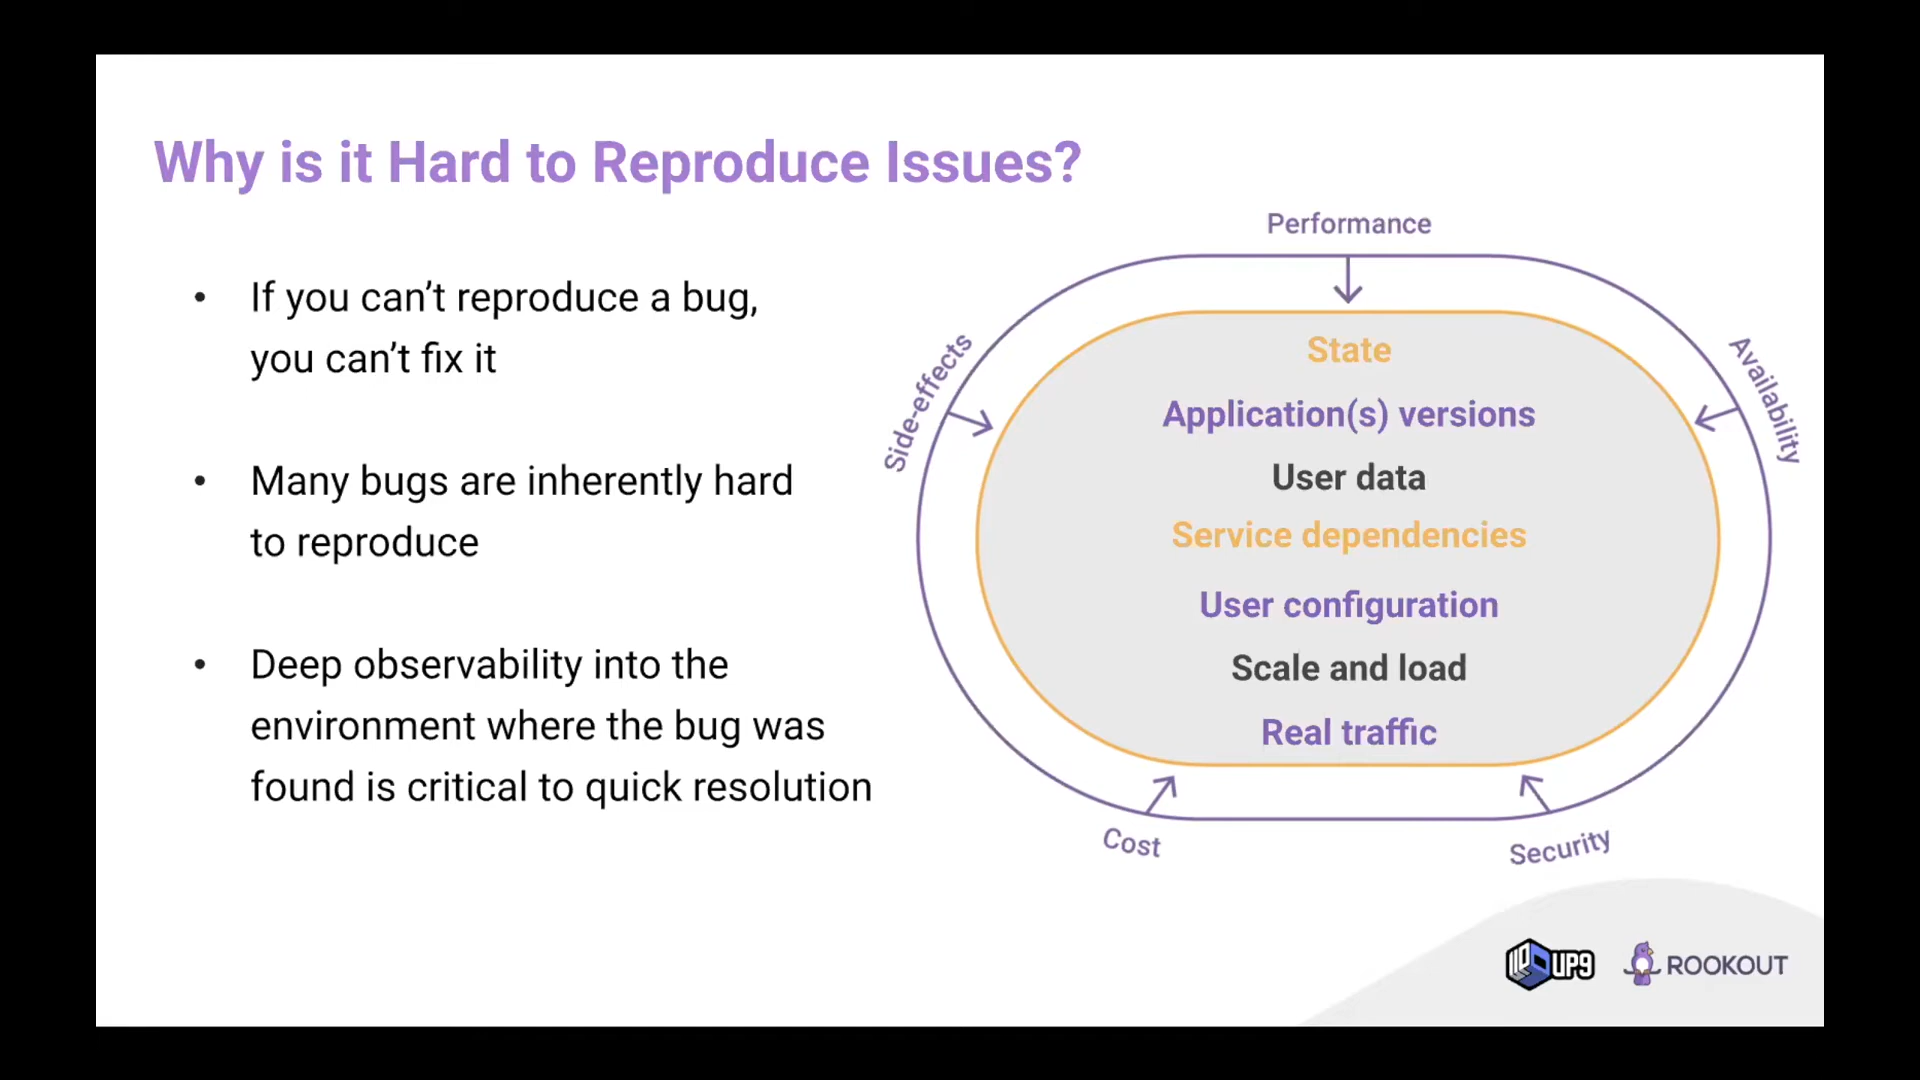 Why is it Hard to Reproduce Issues?
• If you can’t reproduce a bug,
you can’t fix it
• Many bugs are inherently hard
to reproduce
• Deep observability into the
environment where the bug was
found is critical to quick resolution
Performance
Side-effects
Availability
State
Application(s) versions
User data
Service dependencies
User configuration
Scale and load
Real traffic
Cost
Security
UP9
ROOKOUT